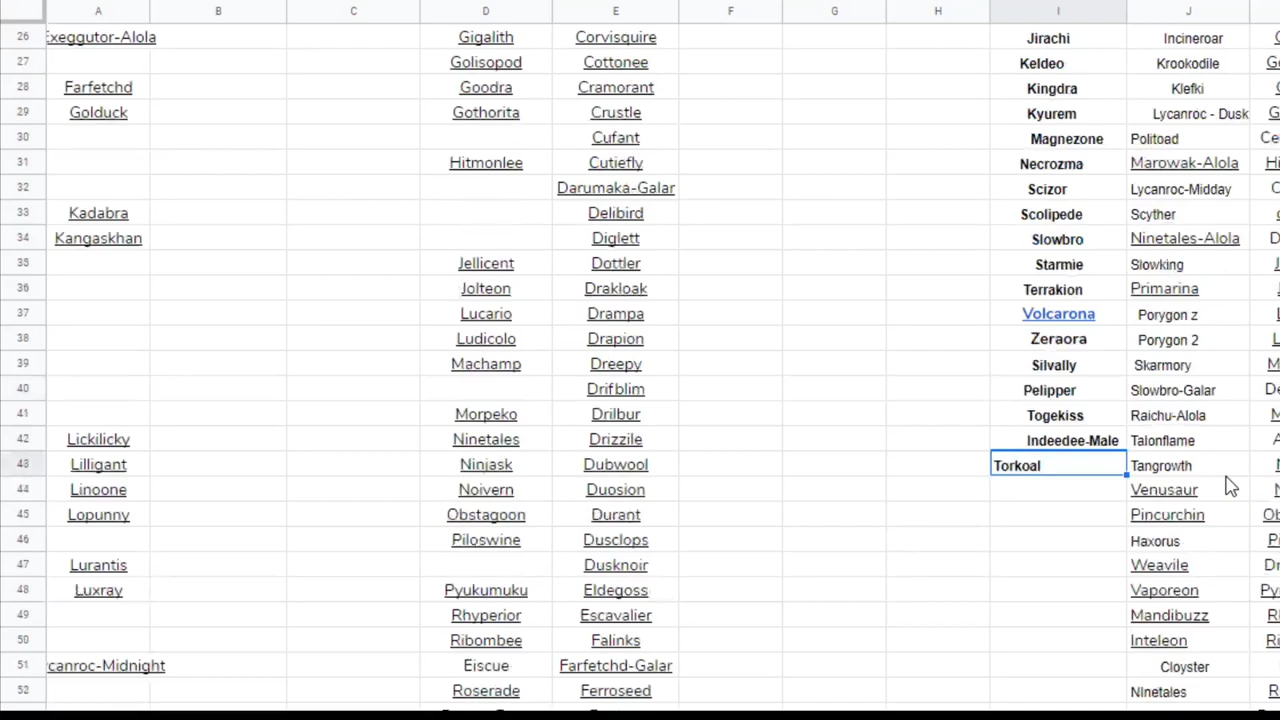 A B C D E F G H I J
26 Exeggutor-Alola Gigalith Corvisquire Jirachi Incineroar
27 Golisopod Cottonee Keldeo Krookodile
28 Farfetchd Goodra Cramorant Kingdra Klefki
29 Golduck Gothorita Crustle Kyurem Lycanroc - Dusk
30 Cufant Magnezone Politoad
31 Hitmonlee Cutiefly Necrozma Marowak-Alola
32 Darumaka-Galar Scizor Lycanroc-Midday
33 Kadabra Delibird Scolipede Scyther
34 Kangaskhan Diglett Slowbro Ninetales-Alola
35 Jellicent Dottler Starmie Slowking
36 Jolteon Drakloak Terrakion Primarina
37 Lucario Drampa Volcarona Porygon z
38 Ludicolo Drapion Zeraora Porygon 2
39 Machamp Dreepy Silvally Skarmory
40 Drifblim Pelipper Slowbro-Galar
41 Morpeko Drilbur Togekiss Raichu-Alola
42 Lickilicky Ninetales Drizzile Indeedee-Male Talonflame
43 Lilligant Ninjask Dubwool Torkoal Tangrowth
44 Linoone Noivern Duosion Venusaur
45 Lopunny Obstagoon Durant Pincurchin
46 Piloswine Dusclops Haxorus
47 Lurantis Dusknoir Weavile
48 Luxray Pyukumuku Eldegoss Vaporeon
49 Rhyperior Escavalier Mandibuzz
50 Ribombee Falinks Inteleon
51 ycanroc-Midnight Eiscue Farfetchd-Galar Cloyster
52 Roserade Ferroseed NInetales